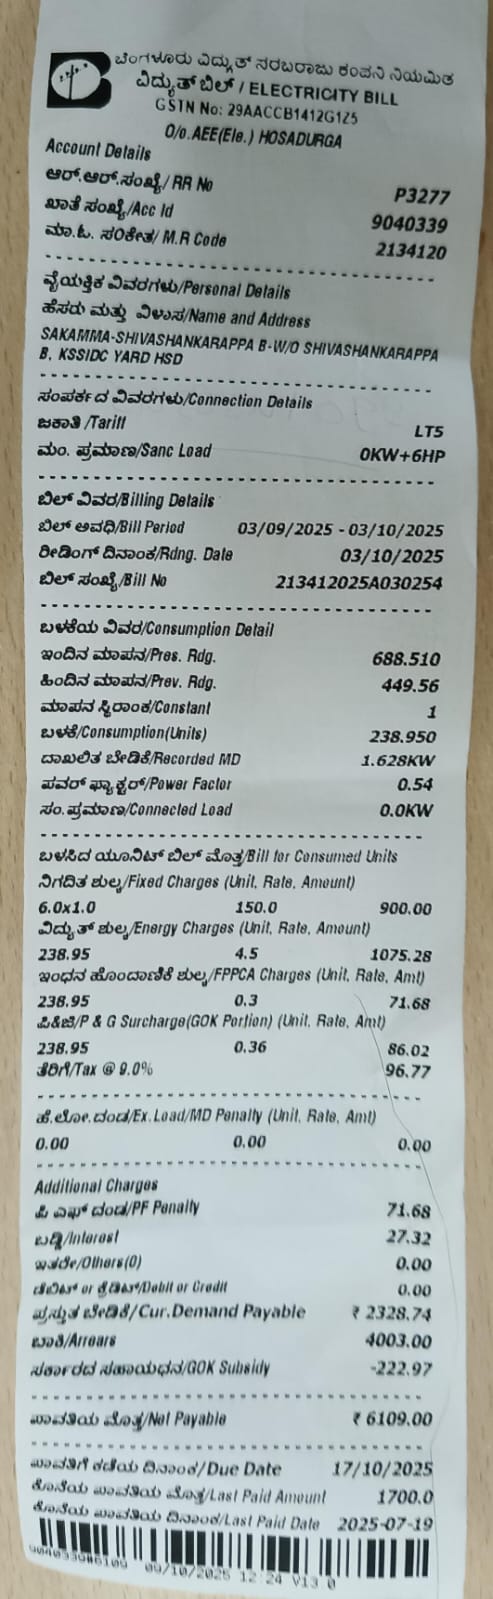 ಬೆಂಗಳೂರು ವಿದ್ಯುತ್ ಸರಬರಾಜು ಕಂಪನಿ ನಿಯಮಿತ
ವಿದ್ಯುತ್ ಬಿಲ್ / ELECTRICITY BILL
GSTN No: 29AACCB1412G1Z5
O/o.AEE(Ele.) HOSADURGA
Account Details
ಆರ್.ಆರ್.ಸಂಖ್ಯೆ/ RR No P3277
ಖಾತೆ ಸಂಖ್ಯೆ/Acc Id 9040339
ಮಾ.ಓ. ಸಂಕೇತ/ M.R Code 2134120
ವೈಯಕ್ತಿಕ ವಿವರಗಳು/Personal Details
ಹೆಸರು ಮತ್ತು ವಿಳಾಸ/Name and Address
SAKAMMA-SHIVASHANKARAPPA B-W/O SHIVASHANKARAPPA
B, KSSIDC YARD HSD
ಸಂಪರ್ಕದ ವಿವರಗಳು/Connection Details
ಜಕಾತಿ /Tariff LT5
ಮಂ. ಪ್ರಮಾಣ/Sanc Load 0KW+6HP
ಬಿಲ್ ವಿವರ/Billing Details
ಬಿಲ್ ಅವಧಿ/Bill Period 03/09/2025 - 03/10/2025
ರೀಡಿಂಗ್ ದಿನಾಂಕ/Rdng. Date 03/10/2025
ಬಿಲ್ ಸಂಖ್ಯೆ/Bill No 213412025A030254
ಬಳಕೆಯ ವಿವರ/Consumption Detail
ಇಂದಿನ ಮಾಪನ/Pres. Rdg. 688.510
ಹಿಂದಿನ ಮಾಪನ/Prev. Rdg. 449.56
ಮಾಪನ ಸ್ಥಿರಾಂಕ/Constant 1
ಬಳಕೆ/Consumption(Units) 238.950
ದಾಖಲಿತ ಬೇಡಿಕೆ/Recorded MD 1.628KW
ಪವರ್ ಫ್ಯಾಕ್ಟರ್/Power Factor 0.54
ಸಂ.ಪ್ರಮಾಣ/Connected Load 0.0KW
ಬಳಸಿದ ಯೂನಿಟ್ ಬಿಲ್ ಮೊತ್ತ/Bill for Consumed Units
ನಿಗದಿತ ಶುಲ್ಕ/Fixed Charges (Unit, Rate, Amount)
6.0x1.0 150.0 900.00
ವಿದ್ಯುತ್ ಶುಲ್ಕ/Energy Charges (Unit, Rate, Amount)
238.95 4.5 1075.28
ಇಂಧನ ಹೊಂದಾಣಿಕೆ ಶುಲ್ಕ/FPPCA Charges (Unit, Rate, Amt)
238.95 0.3 71.68
ಪಿ&ಜಿ/P & G Surcharge(GOK Portion) (Unit, Rate, Amt)
238.95 0.36 86.02
ತೆರಿಗೆ/Tax @ 9.0% 96.77
ಹೆ.ಲೋ.ದಂಡ/Ex.Load/MD Penalty (Unit, Rate, Amt)
0.00 0.00 0.00
Additional Charges
ಪಿ ಎಫ್ ದಂಡ/PF Penalty 71.68
ಬಡ್ಡಿ/Interest 27.32
ಇತರೇ/Others(0) 0.00
ಡೆಬಿಟ್ or ಕ್ರೆಡಿಟ್/Debit or Credit 0.00
ಪ್ರಸ್ತುತ ಬೇಡಿಕೆ/Cur.Demand Payable ₹ 2328.74
ಬಾಕಿ/Arrears 4003.00
ಸರ್ಕಾರದ ಸಹಾಯಧನ/GOK Subsidy -222.97
ಪಾವತಿಯ ಮೊತ್ತ/Net Payable ₹ 6109.00
ಪಾವತಿಗೆ ಕಡೆಯ ದಿನಾಂಕ/Due Date 17/10/2025
ಕೊನೆಯ ಪಾವತಿಯ ಮೊತ್ತ/Last Paid Amount 1700.0
ಕೊನೆಯ ಪಾವತಿಯ ದಿನಾಂಕ/Last Paid Date 2025-07-19
9040339#6109 09/10/2025 12:24 V13 0